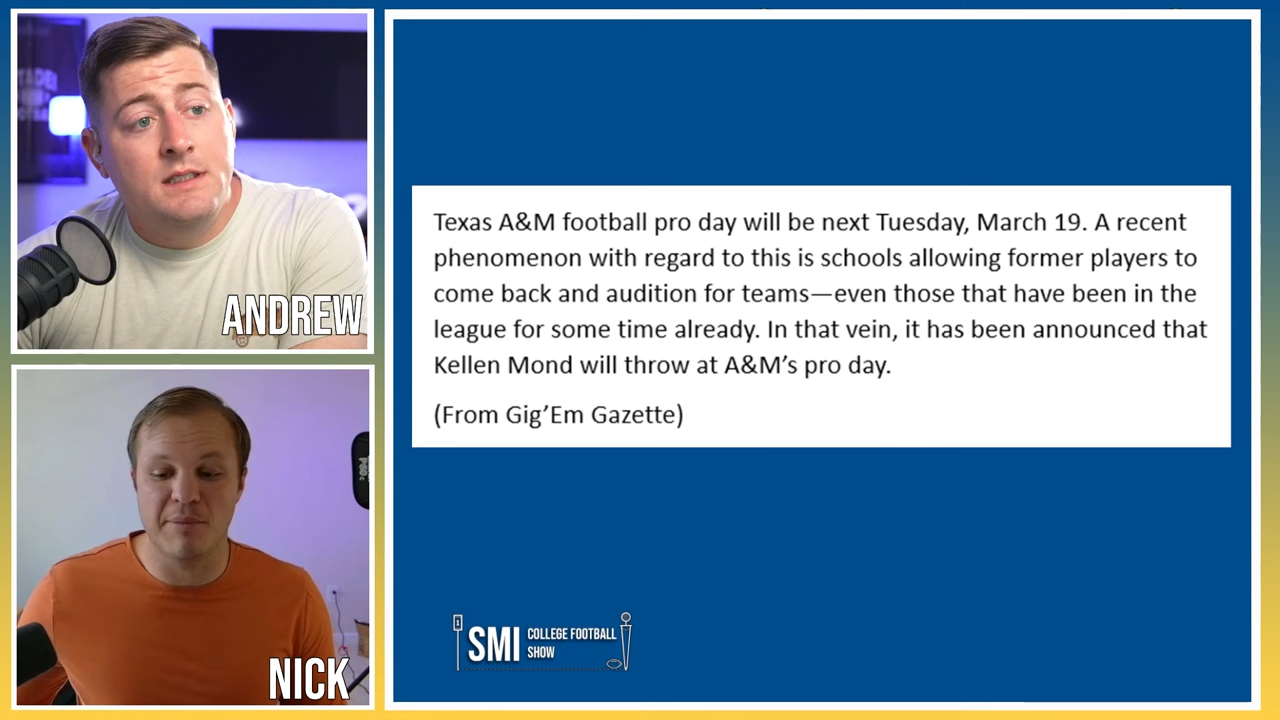 ANDREW
NICK
Texas A&M football pro day will be next Tuesday, March 19. A recent
phenomenon with regard to this is schools allowing former players to
come back and audition for teams—even those that have been in the
league for some time already. In that vein, it has been announced that
Kellen Mond will throw at A&M’s pro day.
(From Gig’Em Gazette)
SMI COLLEGE FOOTBALL
SHOW